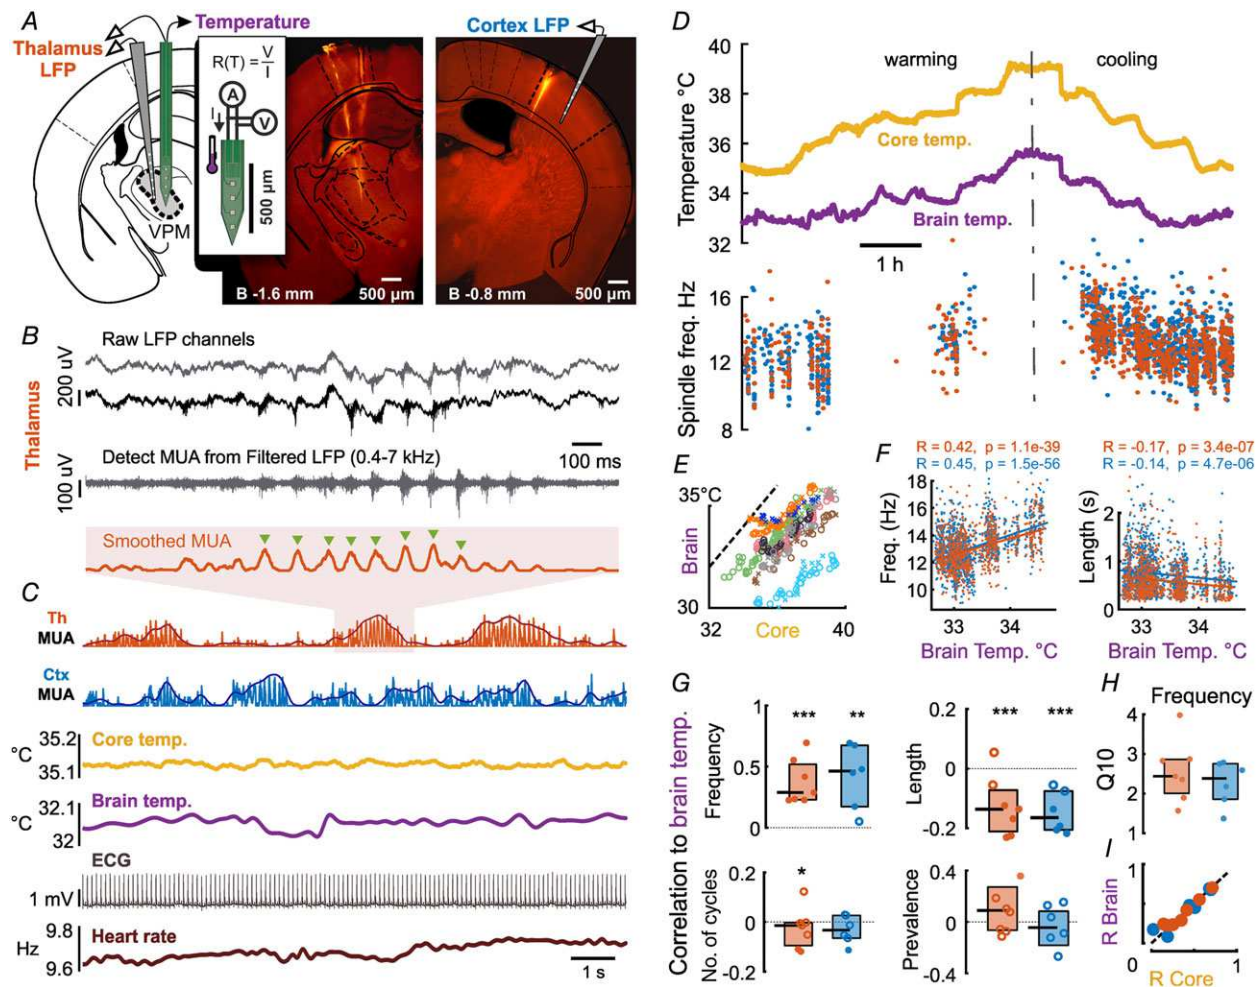 A
Temperature
Thalamus
LFP
R(T) = V/I
A
I
V
500 µm
VPM
B -1.6 mm
500 µm
Cortex LFP
B -0.8 mm
500 µm
B
Raw LFP channels
200 uV
Thalamus
100 ms
Detect MUA from Filtered LFP (0.4-7 kHz)
100 uV
Smoothed MUA
C
Th
MUA
Ctx
MUA
Core temp.
°C
35.2
35.1
Brain temp.
°C
32.1
32
ECG
1 mV
Heart rate
Hz
9.8
9.6
1 s
D
Temperature °C
40
38
36
34
32
warming
cooling
Core temp.
Brain temp.
1 h
Spindle freq. Hz
16
12
8
E
35°C
Brain
30
32
40
Core
F
R = 0.42, p = 1.1e-39
R = 0.45, p = 1.5e-56
Freq. (Hz)
18
16
14
12
10
33
34
Brain Temp. °C
R = -0.17, p = 3.4e-07
R = -0.14, p = 4.7e-06
Length (s)
2
1
0
33
34
Brain Temp. °C
G
Correlation to brain temp.
Frequency
1
0.5
0
***
**
Length
0.2
0
-0.2
***
***
No. of cycles
0.2
0
-0.2
*
Prevalence
0.4
0
-0.4
H
Frequency
Q10
4
3
2
1
I
R Brain
1
0
1
R Core